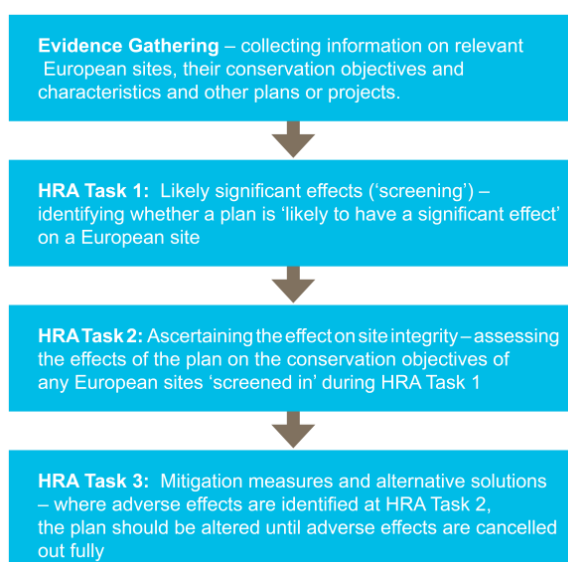 Evidence Gathering – collecting information on relevant
European sites, their conservation objectives and
characteristics and other plans or projects.
HRA Task 1: Likely significant effects (‘screening’) –
identifying whether a plan is ‘likely to have a significant effect’
on a European site
HRA Task 2: Ascertaining the effect on site integrity – assessing
the effects of the plan on the conservation objectives of
any European sites ‘screened in’ during HRA Task 1
HRA Task 3: Mitigation measures and alternative solutions
– where adverse effects are identified at HRA Task 2,
the plan should be altered until adverse effects are cancelled
out fully